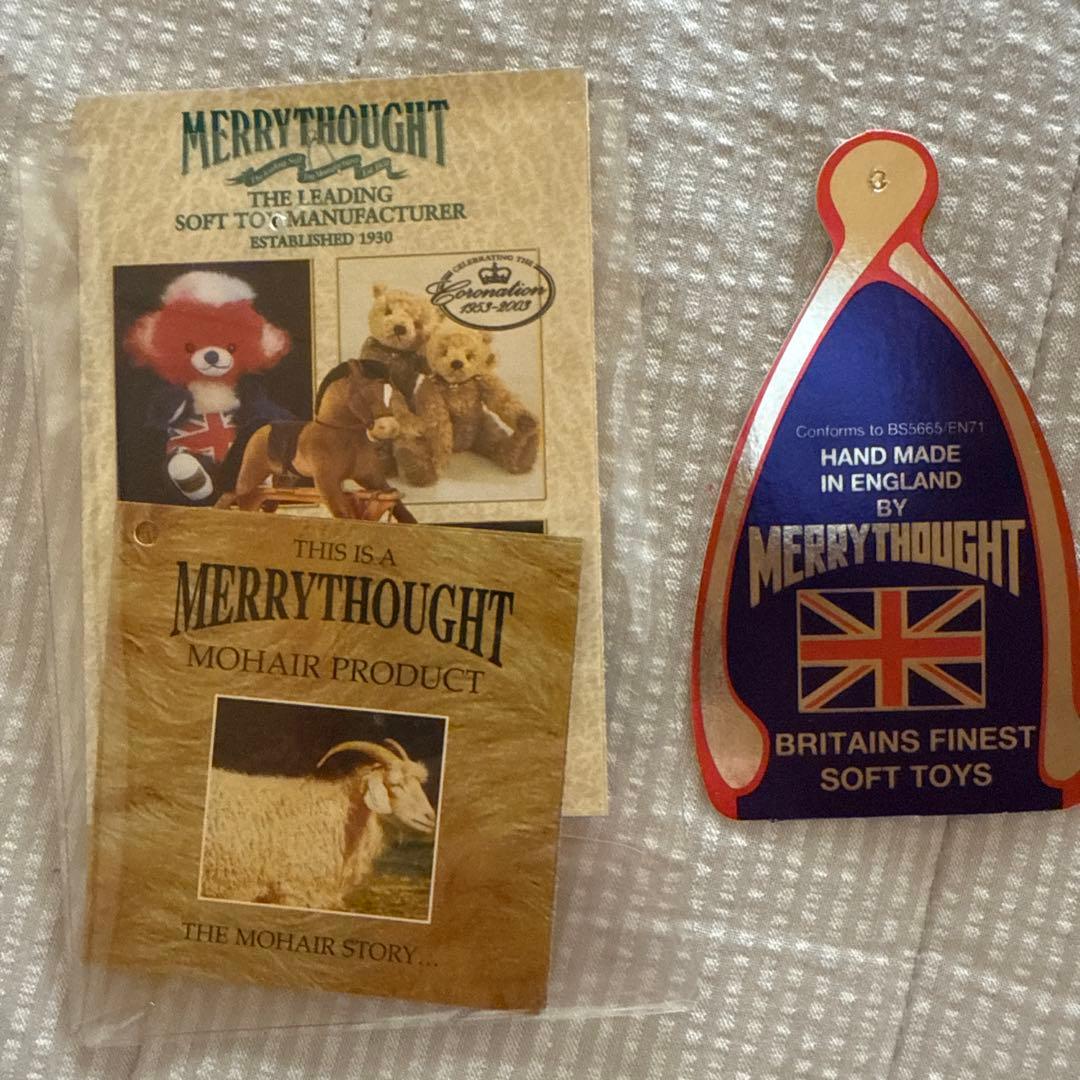 MERRYTHOUGHT
THE LEADING
SOFT TOY MANUFACTURER
ESTABLISHED 1930
CELEBRATING THE
Coronation
1953-2003
THIS IS A
MERRYTHOUGHT
MOHAIR PRODUCT
THE MOHAIR STORY...
Conforms to BS5665/EN71
HAND MADE
IN ENGLAND
BY
MERRYTHOUGHT
BRITAINS FINEST
SOFT TOYS